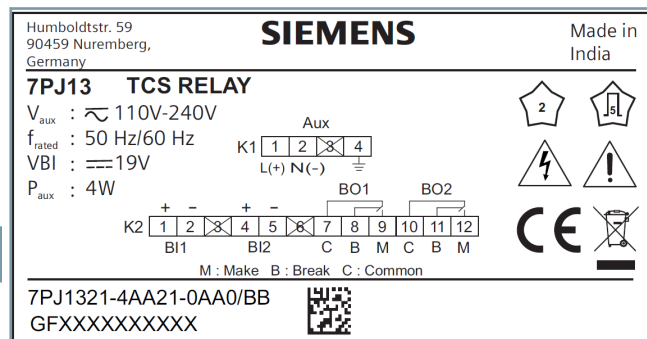 Humboldtstr. 59
90459 Nuremberg,
Germany
SIEMENS
Made in
India
7PJ13 TCS RELAY
Vaux : 110V-240V
frated : 50 Hz/60 Hz
VBI : 19V
Paux : 4W
2
5
Aux
K1 1 2 3 4
L(+) N(-)
BO1 BO2
+ - + -
K2 1 2 3 4 5 6 7 8 9 10 11 12
BI1 BI2 C B M C B M
M : Make B : Break C : Common
CE
7PJ1321-4AA21-0AA0/BB
GFXXXXXXXXXX